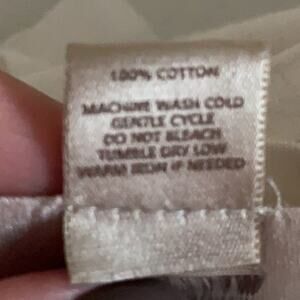 100% COTTON
MACHINE WASH COLD
GENTLE CYCLE
DO NOT BLEACH
TUMBLE DRY LOW
WARM IRON IF NEEDED